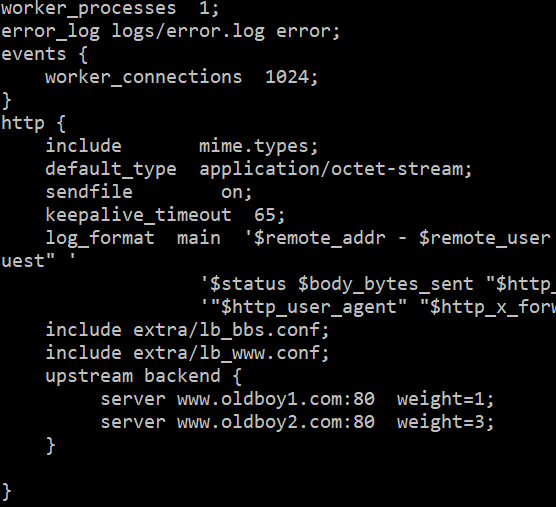 worker_processes  1;
error_log logs/error.log error;
events {
    worker_connections  1024;
}
http {
    include       mime.types;
    default_type  application/octet-stream;
    sendfile        on;
    keepalive_timeout  65;
    log_format  main  '$remote_addr - $remote_user
uest" '
                  '$status $body_bytes_sent "$http_
                  '"$http_user_agent" "$http_x_forw
    include extra/lb_bbs.conf;
    include extra/lb_www.conf;
    upstream backend {
         server www.oldboy1.com:80  weight=1;
         server www.oldboy2.com:80  weight=3;
    }
}